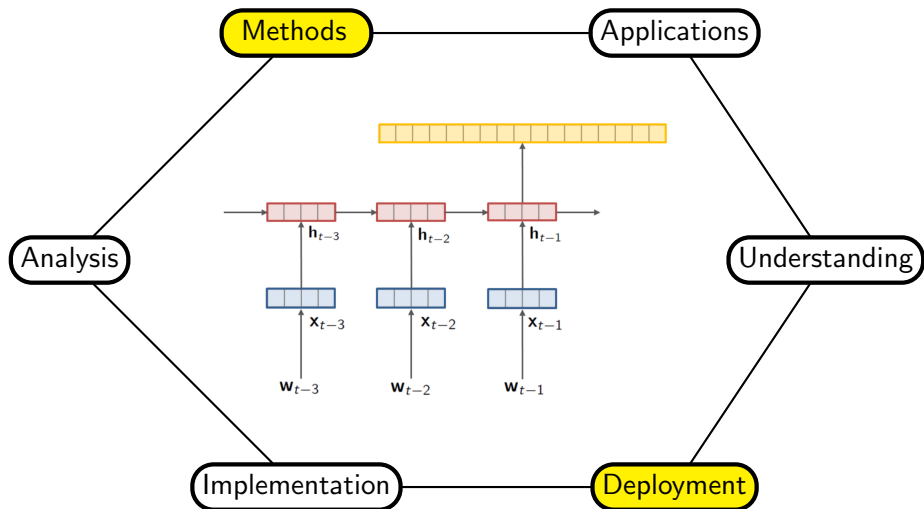 Methods
Applications
h_{t−3}
h_{t−2}
h_{t−1}
Analysis
Understanding
x_{t−3}
x_{t−2}
x_{t−1}
w_{t−3}
w_{t−2}
w_{t−1}
Implementation
Deployment